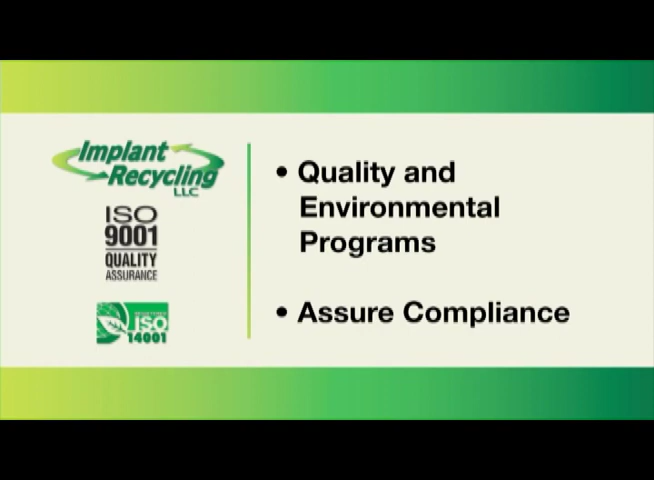 Implant
Recycling
LLC
ISO
9001
QUALITY
ASSURANCE
ISO
14001
• Quality and
Environmental
Programs
• Assure Compliance